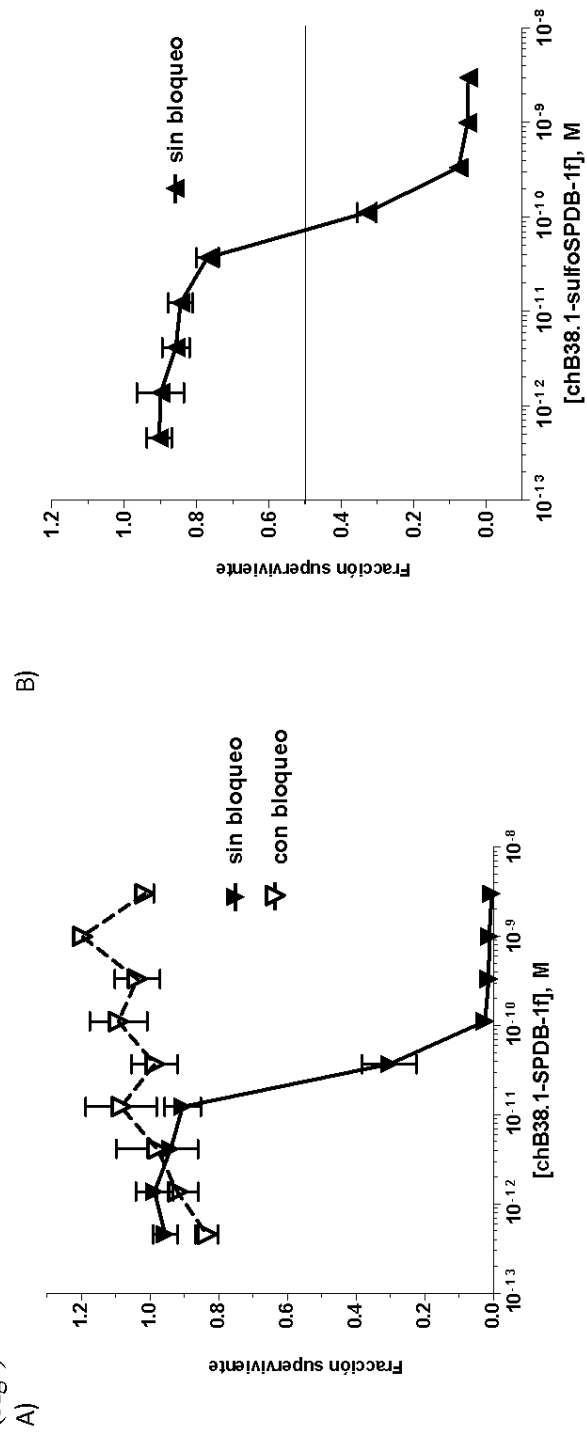 A)
Fracción superviviente
1.2
1.0
0.8
0.6
0.4
0.2
0.0
10-13
10-12
10-11
10-10
10-9
10-8
[chB38.1-SPDB-1f], M
sin bloqueo
con bloqueo
B)
Fracción superviviente
1.2
1.0
0.8
0.6
0.4
0.2
0.0
10-13
10-12
10-11
10-10
10-9
10-8
[chB38.1-sulfoSPDB-1f], M
sin bloqueo